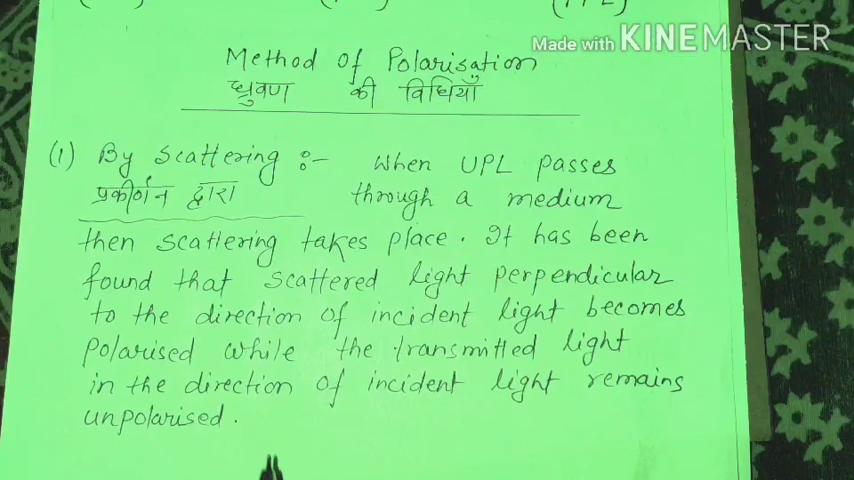 Made with KINEMASTER
Method of Polarisation
ध्रुवण की विधियाँ
(1) By Scattering :- When UPL passes
प्रकीर्णन द्वारा through a medium
then scattering takes place. It has been
found that scattered light perpendicular
to the direction of incident light becomes
polarised while the transmitted light
in the direction of incident light remains
unpolarised.